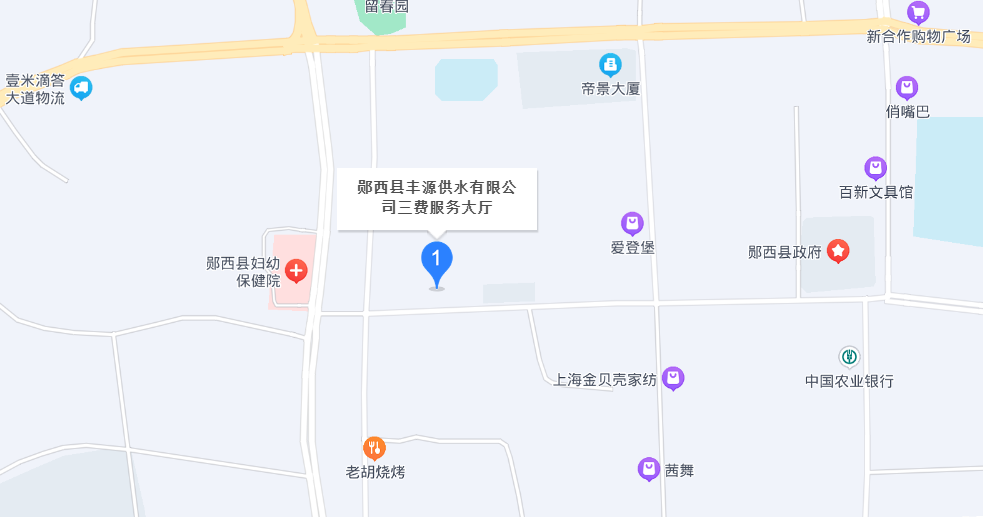 留春园
新合作购物广场
壹米滴答
大道物流
帝景大厦
俏嘴巴
郧西县丰源供水有限公
司三费服务大厅
百新文具馆
爱登堡
郧西县政府
1
郧西县妇幼
保健院
上海金贝壳家纺
中国农业银行
老胡烧烤
茜舞